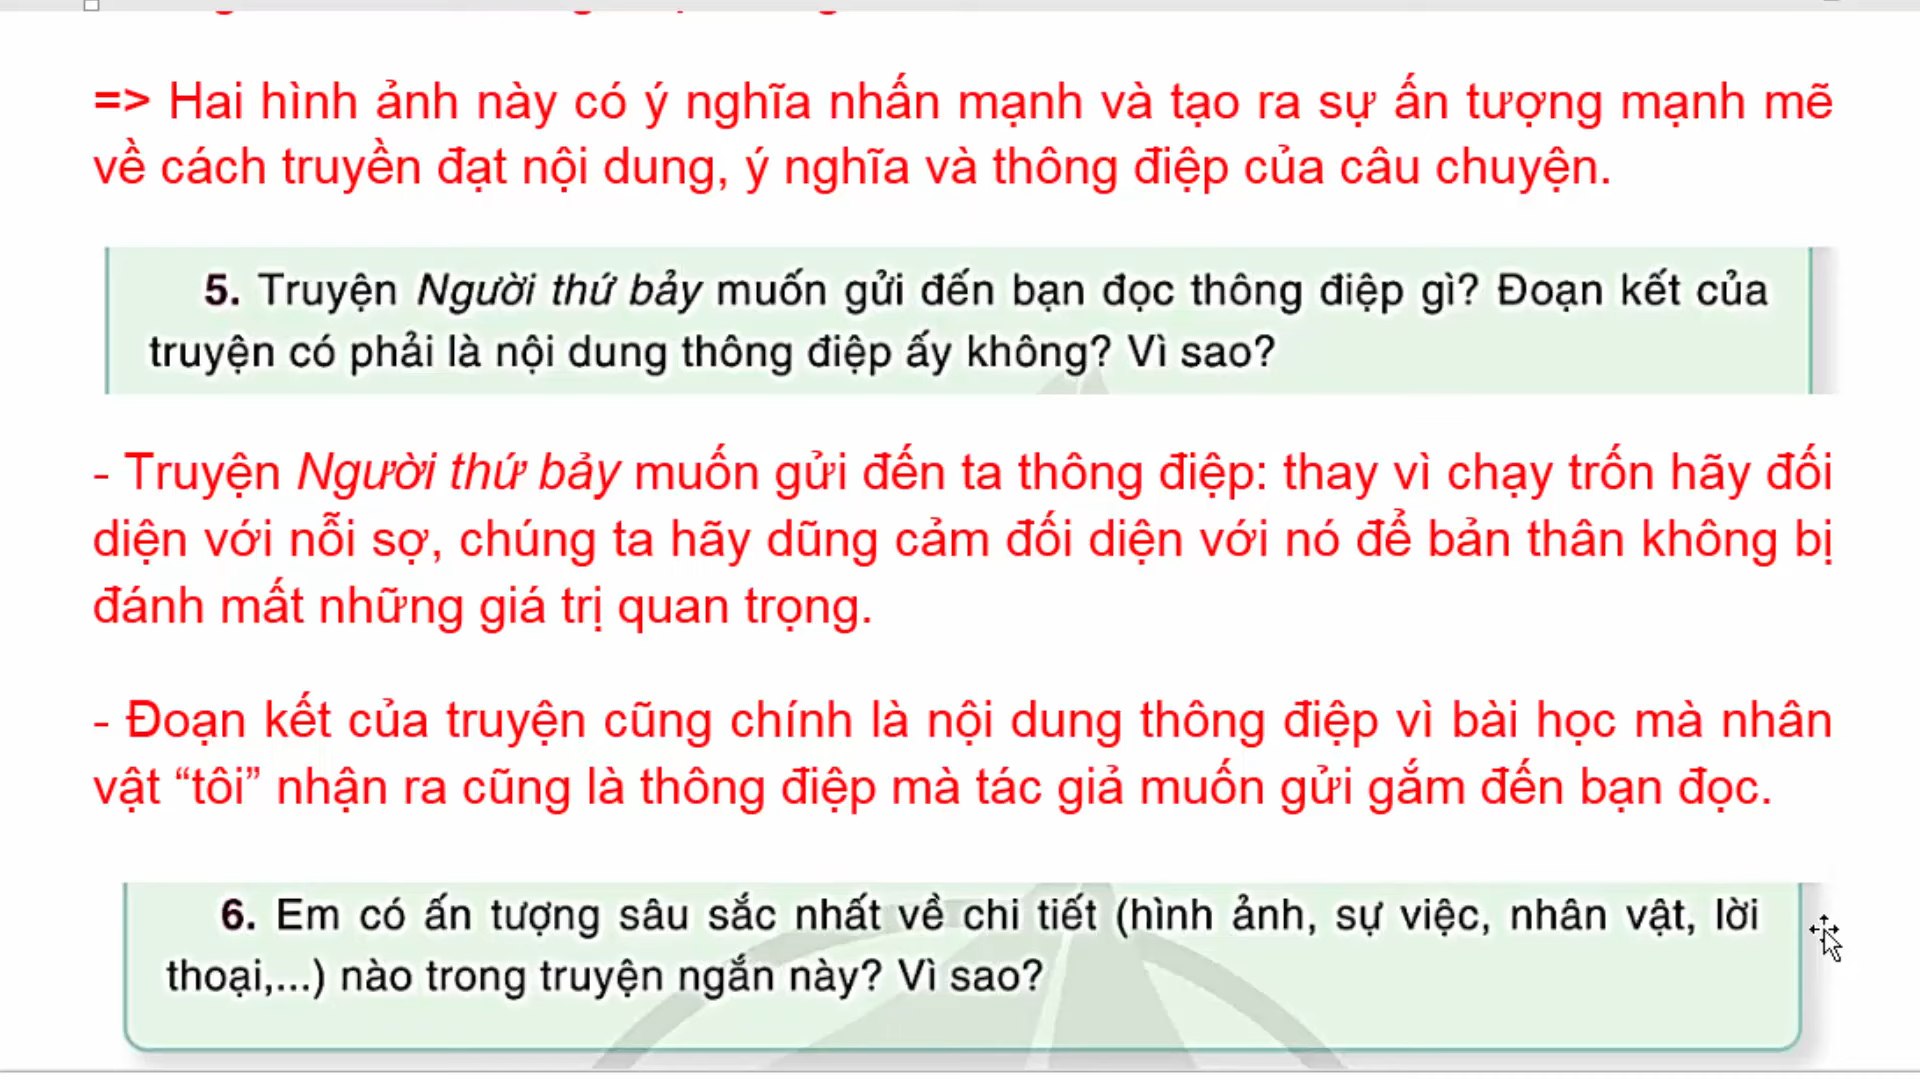 => Hai hình ảnh này có ý nghĩa nhấn mạnh và tạo ra sự ấn tượng mạnh mẽ
về cách truyền đạt nội dung, ý nghĩa và thông điệp của câu chuyện.
5. Truyện Người thứ bảy muốn gửi đến bạn đọc thông điệp gì? Đoạn kết của
truyện có phải là nội dung thông điệp ấy không? Vì sao?
- Truyện Người thứ bảy muốn gửi đến ta thông điệp: thay vì chạy trốn hãy đối
diện với nỗi sợ, chúng ta hãy dũng cảm đối diện với nó để bản thân không bị
đánh mất những giá trị quan trọng.
- Đoạn kết của truyện cũng chính là nội dung thông điệp vì bài học mà nhân
vật “tôi” nhận ra cũng là thông điệp mà tác giả muốn gửi gắm đến bạn đọc.
6. Em có ấn tượng sâu sắc nhất về chi tiết (hình ảnh, sự việc, nhân vật, lời
thoại,...) nào trong truyện ngắn này? Vì sao?